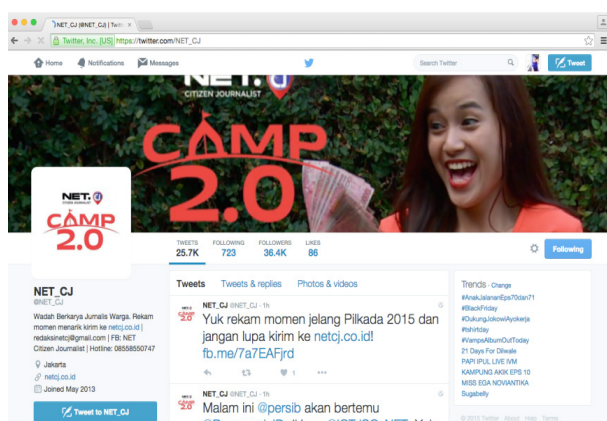 NET_CJ (@NET_CJ) | Twitt
Twitter, Inc. [US] https://twitter.com/NET_CJ
Home Notifications Messages Search Twitter Tweet
NET.
CITIZEN JOURNALIST
CAMP
2.0
NET.
CITIZEN JOURNALIST
CAMP
2.0
TWEETS FOLLOWING FOLLOWERS LIKES
25.7K 723 36.4K 86
Following
NET_CJ
@NET_CJ
Wadah Berkarya Jurnalis Warga. Rekam
momen menarik kirim ke netcj.co.id |
redaksinetcj@gmail.com | FB: NET
Citizen Journalist | Hotline: 08558550747
Jakarta
netcj.co.id
Joined May 2013
Tweet to NET_CJ
Tweets Tweets & replies Photos & videos
NET_CJ @NET_CJ · 1h
Yuk rekam momen jelang Pilkada 2015 dan
jangan lupa kirim ke netcj.co.id!
fb.me/7a7EAFjrd
1
NET_CJ @NET_CJ · 1h
Malam ini @persib akan bertemu
Trends · Change
#AnakJalananEps70dan71
#BlackFriday
#DukungJokowiAyokerja
#tshirtday
#VampsAlbumOutToday
21 Days For Dilwale
PAPI IPUL LIVE IVM
KAMPUNG AKIK EPS 10
MISS EGA NOVIANTIKA
Sugabelly
© 2015 Twitter About Help Terms